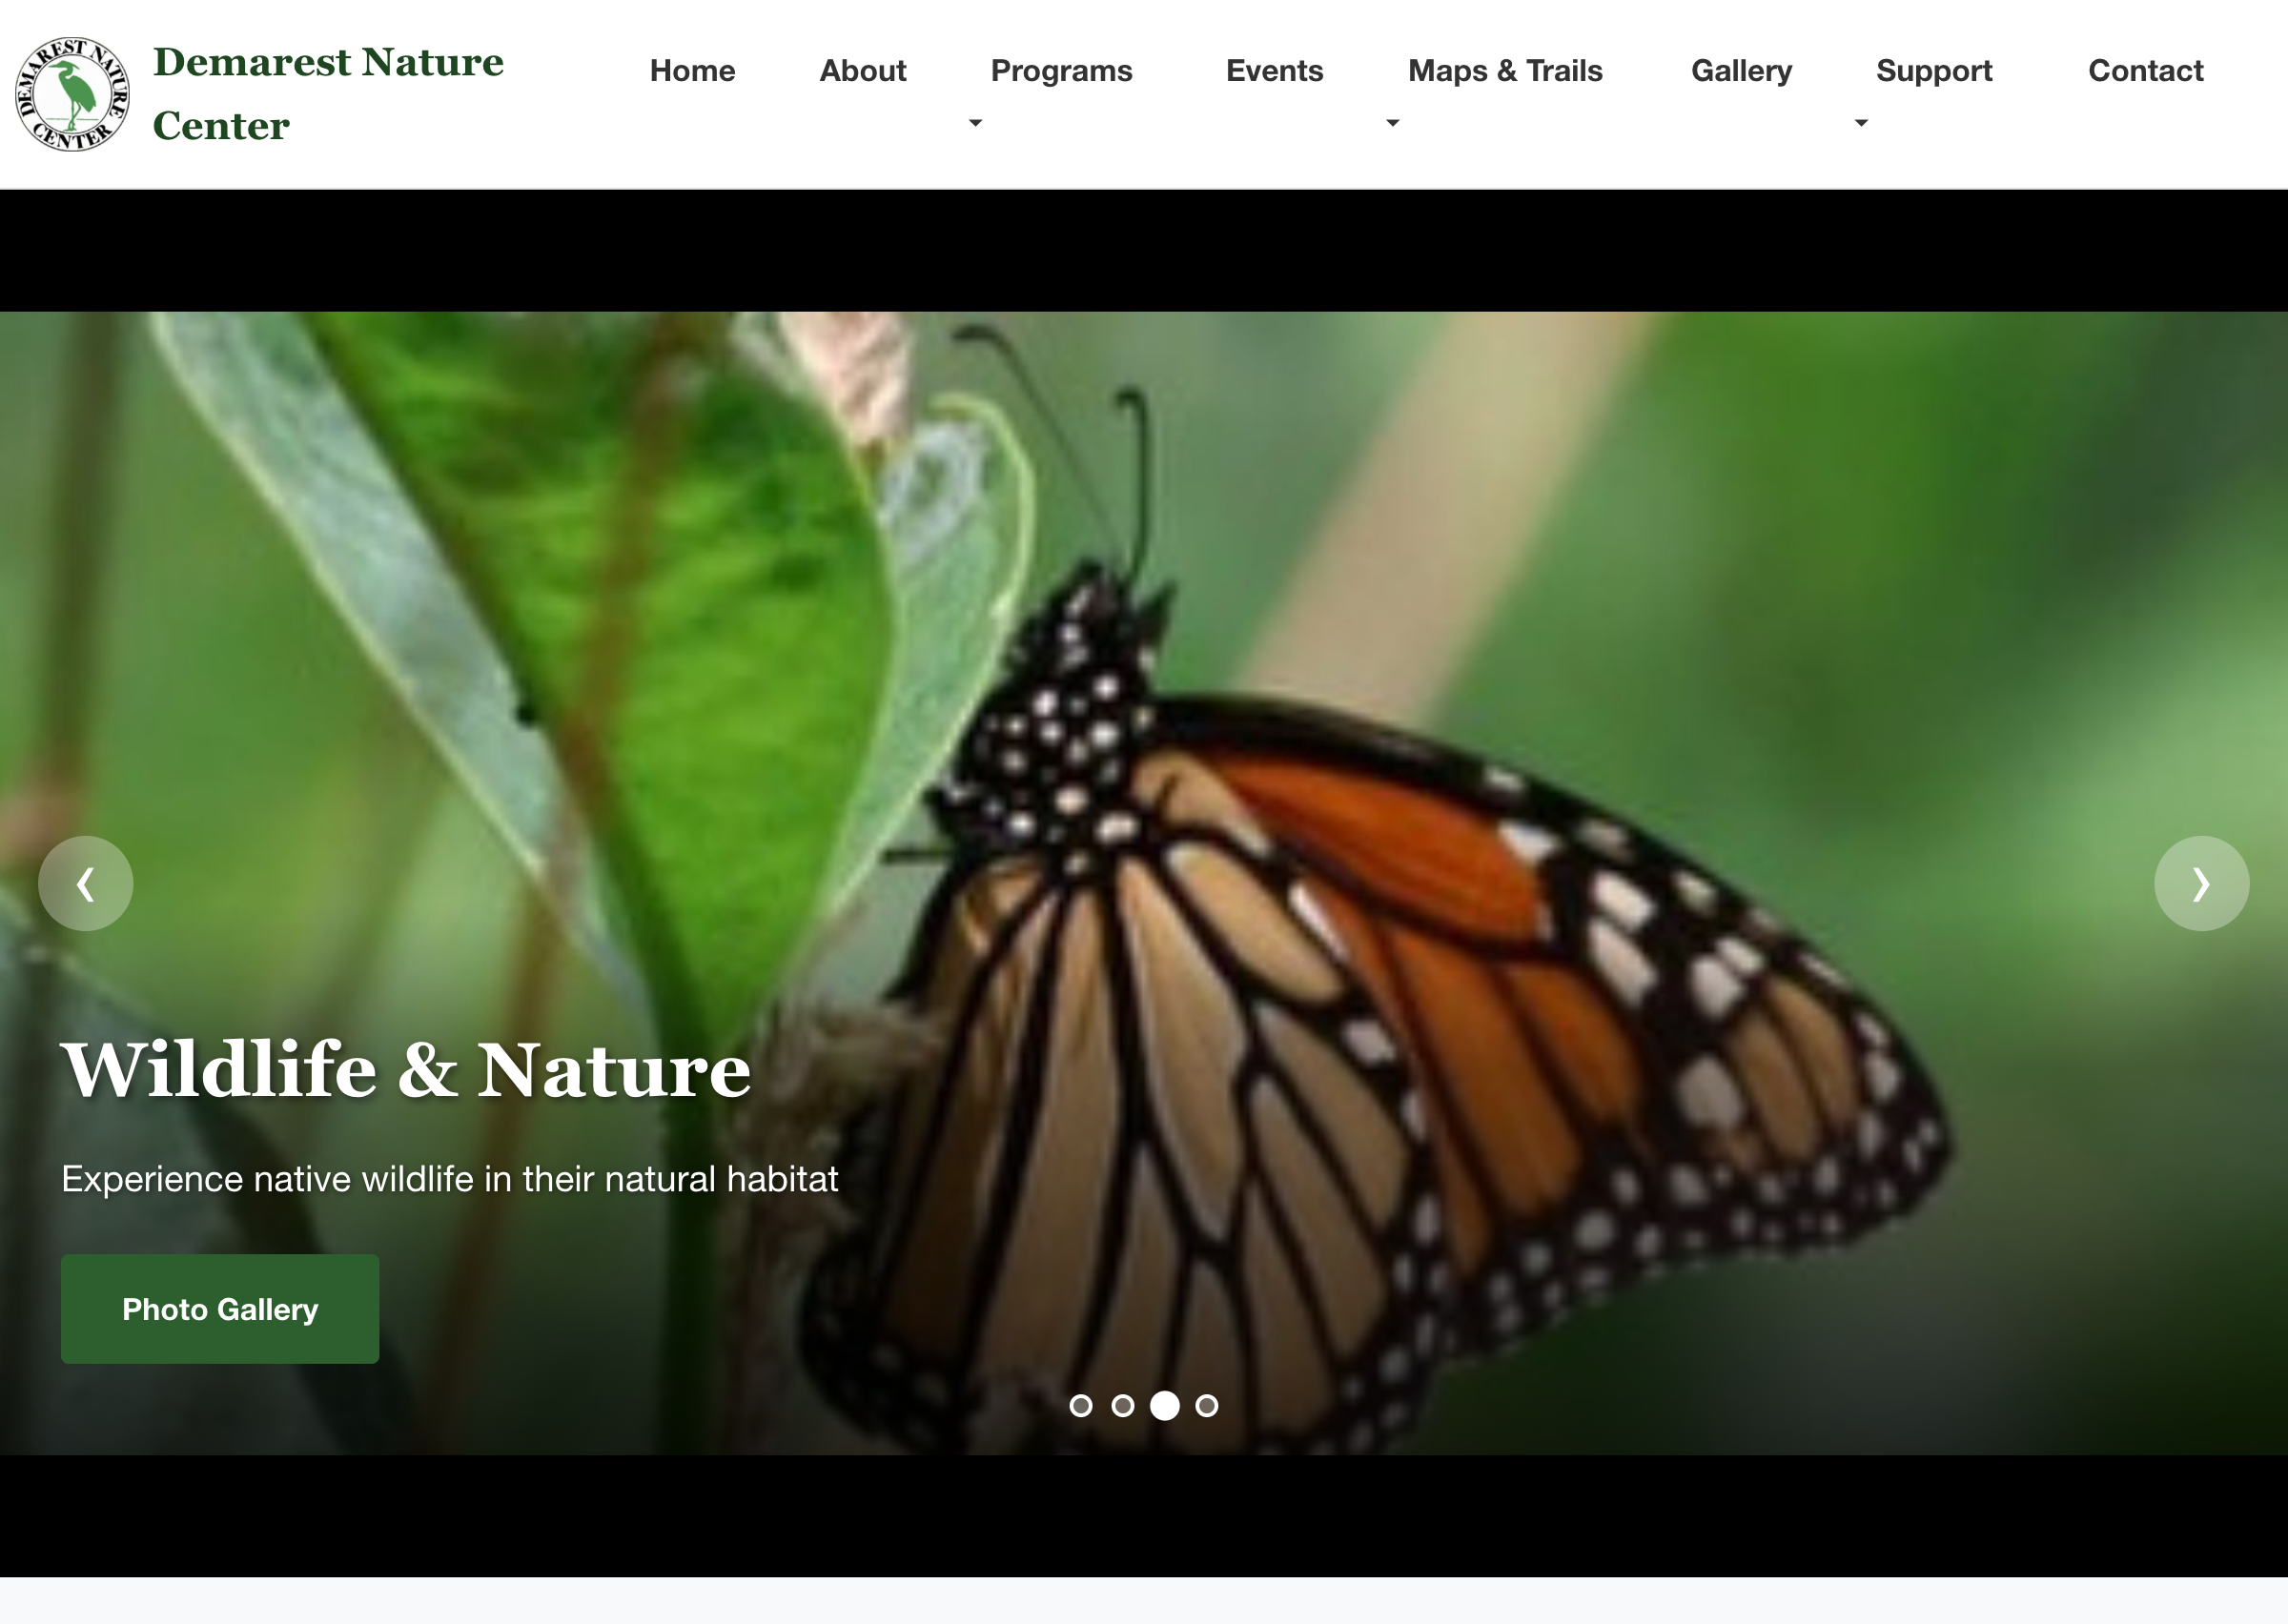 DEMAREST NATURE CENTER
Demarest Nature
Center
Home About Programs Events Maps & Trails Gallery Support Contact
Wildlife & Nature
Experience native wildlife in their natural habitat
Photo Gallery